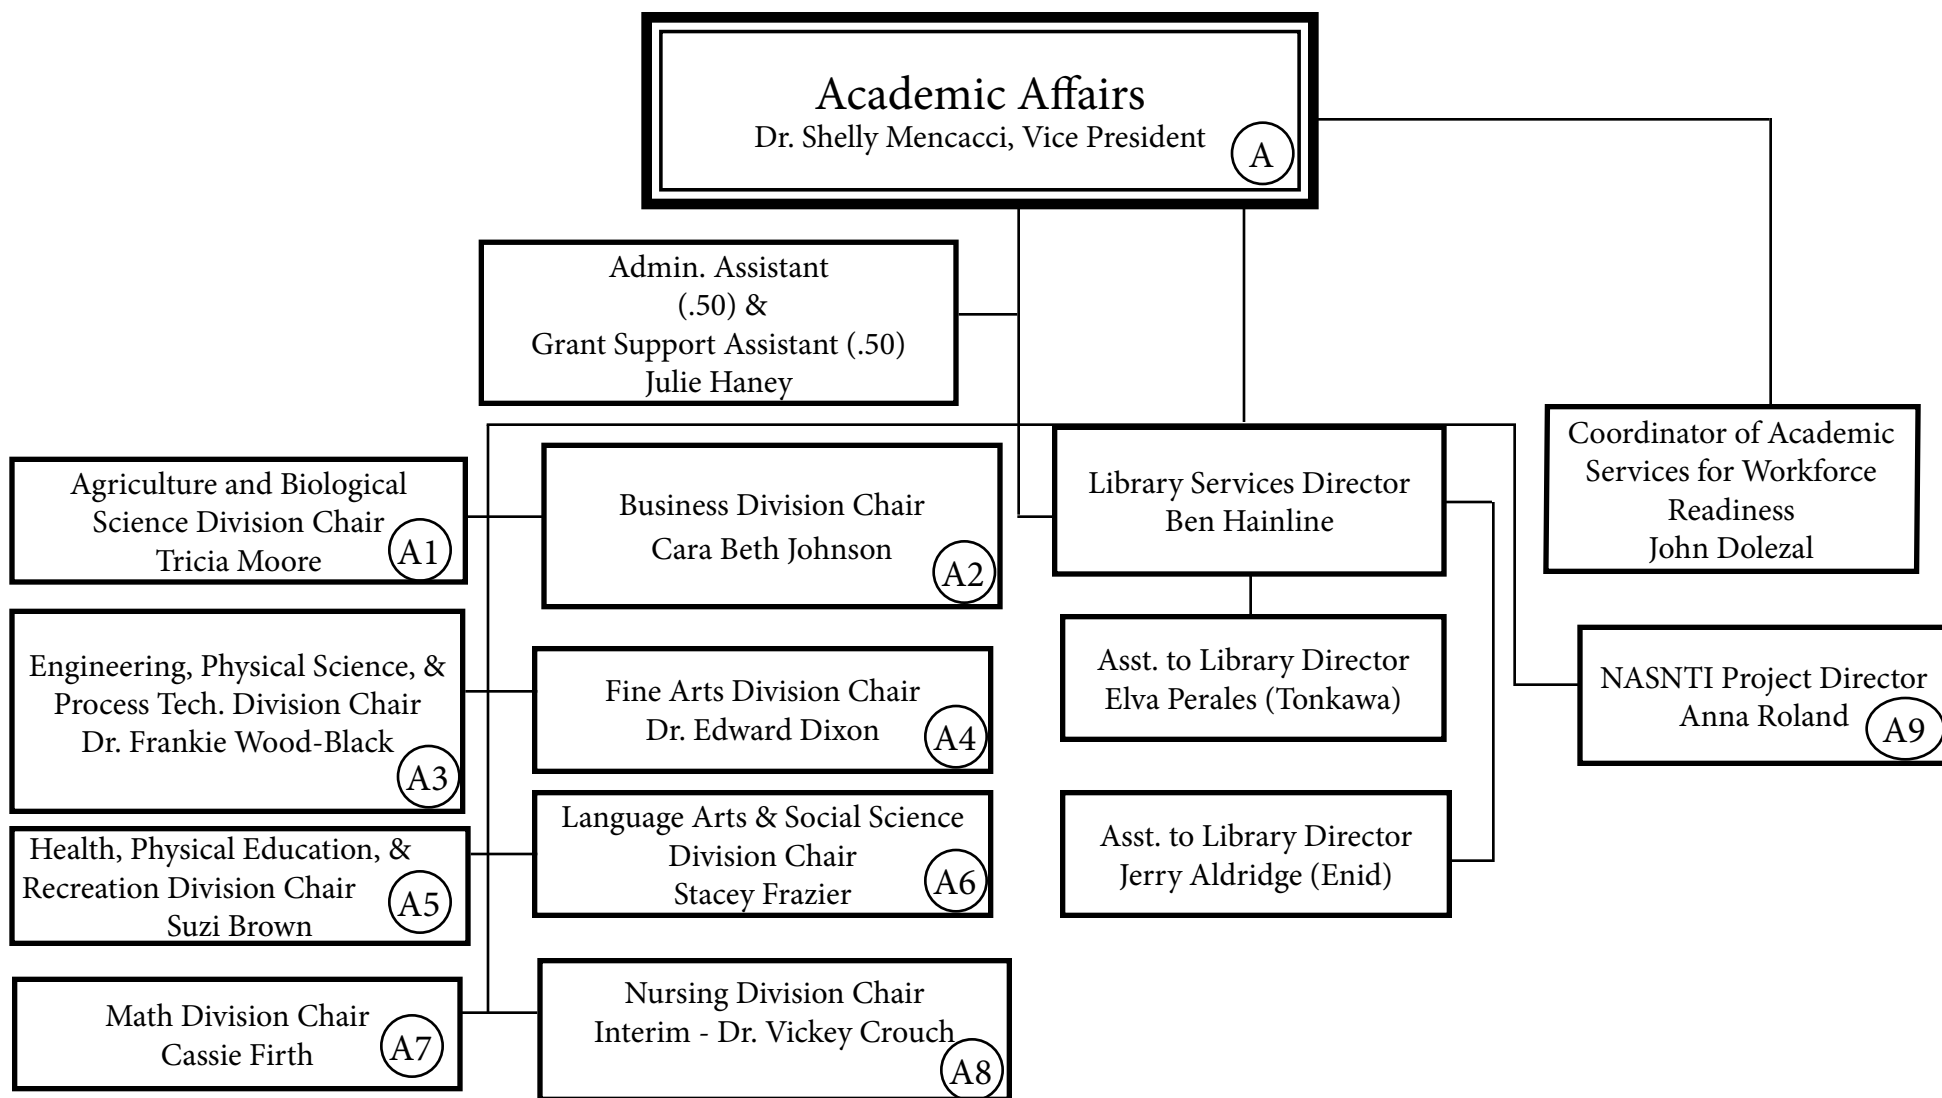 Academic Affairs
Dr. Shelly Mencacci, Vice President
A
Admin. Assistant
(.50) &
Grant Support Assistant (.50)
Julie Haney
Agriculture and Biological
Science Division Chair
Tricia Moore
A1
Business Division Chair
Cara Beth Johnson
A2
Library Services Director
Ben Hainline
Coordinator of Academic
Services for Workforce
Readiness
John Dolezal
Engineering, Physical Science, &
Process Tech. Division Chair
Dr. Frankie Wood-Black
A3
Fine Arts Division Chair
Dr. Edward Dixon
A4
Asst. to Library Director
Elva Perales (Tonkawa)
NASNTI Project Director
Anna Roland
A9
Health, Physical Education, &
Recreation Division Chair
Suzi Brown
A5
Language Arts & Social Science
Division Chair
Stacey Frazier
A6
Asst. to Library Director
Jerry Aldridge (Enid)
Math Division Chair
Cassie Firth
A7
Nursing Division Chair
Interim - Dr. Vickey Crouch
A8